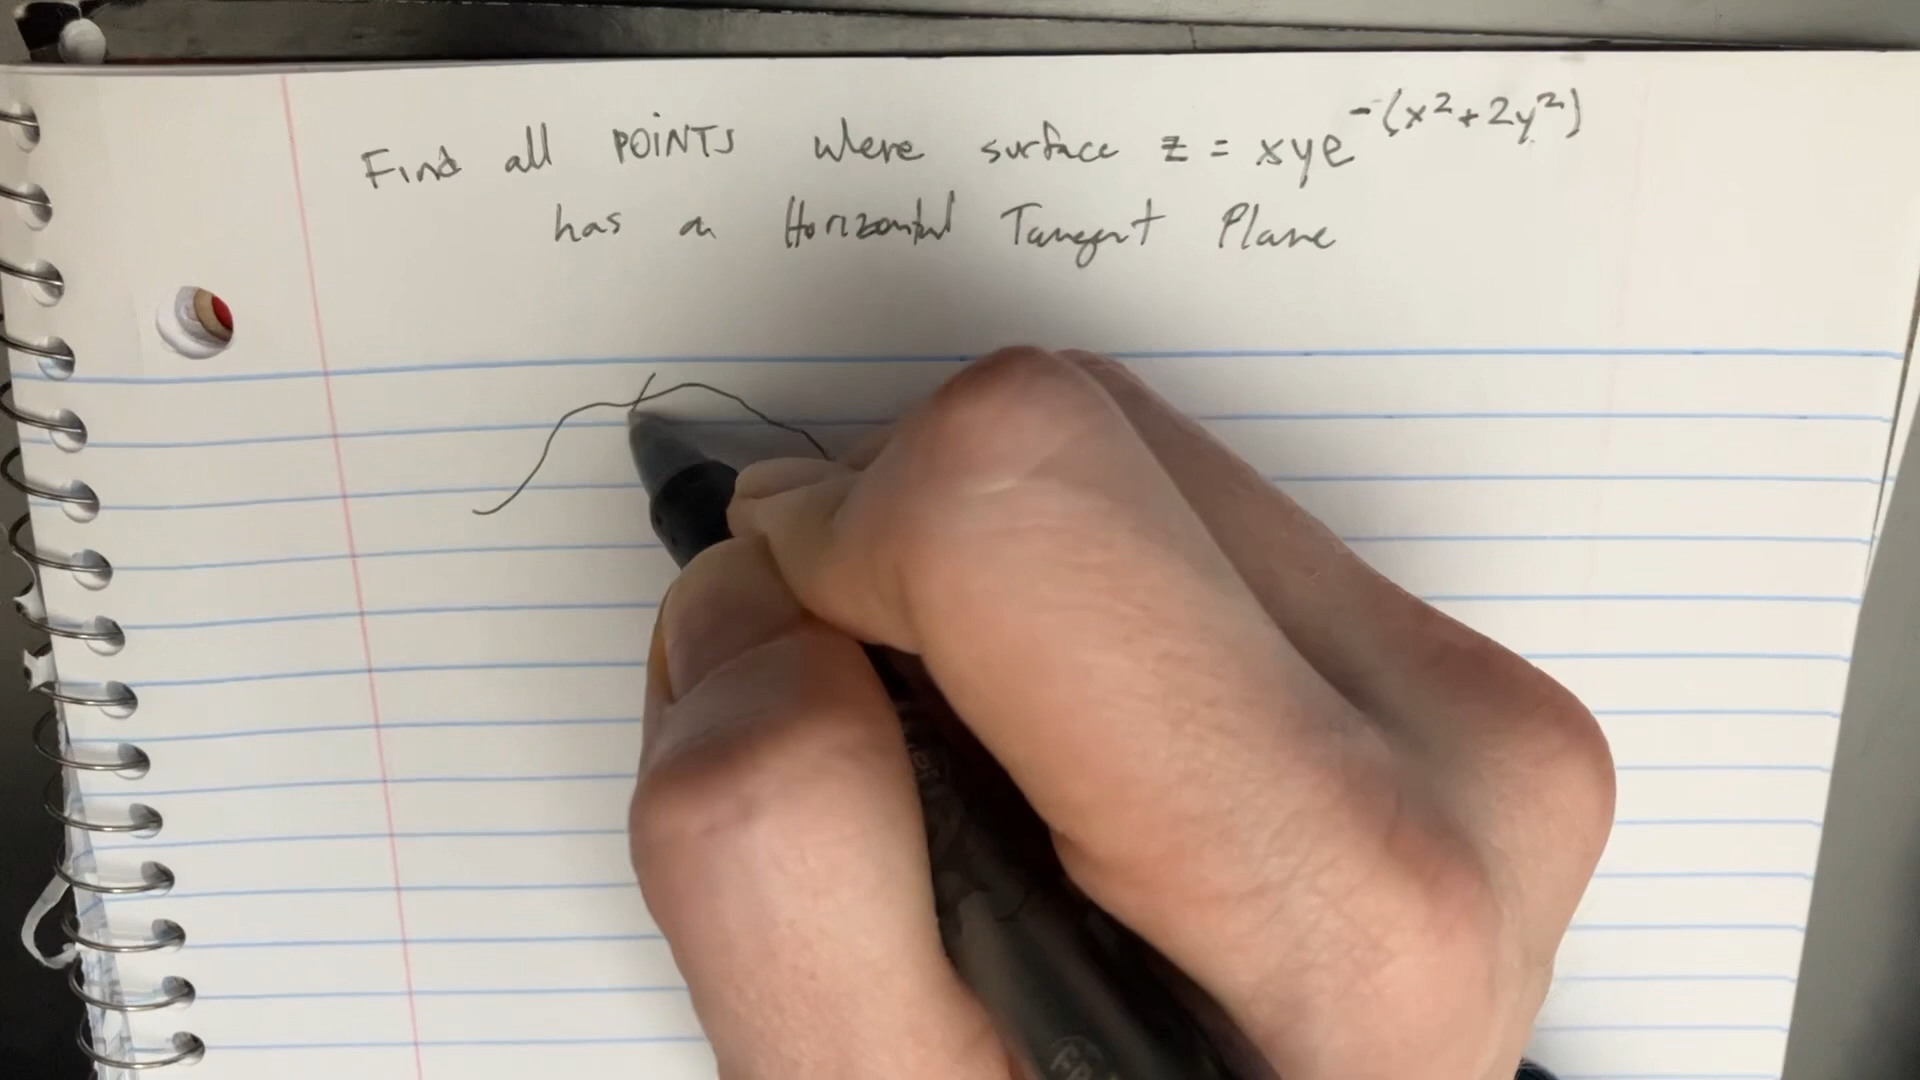 Find all POINTS where surface z = xye^-(x²+2y²)
has a Horizontal Tangent Plane